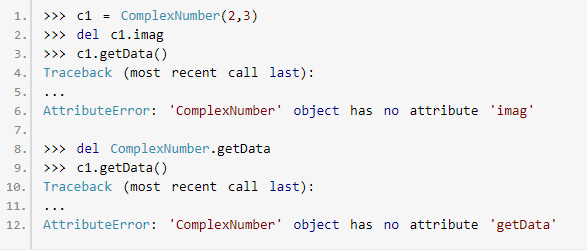 1. >>> c1 = ComplexNumber(2,3)
2. >>> del c1.imag
3. >>> c1.getData()
4. Traceback (most recent call last):
5. ...
6. AttributeError: 'ComplexNumber' object has no attribute 'imag'
7.
8. >>> del ComplexNumber.getData
9. >>> c1.getData()
10. Traceback (most recent call last):
11. ...
12. AttributeError: 'ComplexNumber' object has no attribute 'getData'